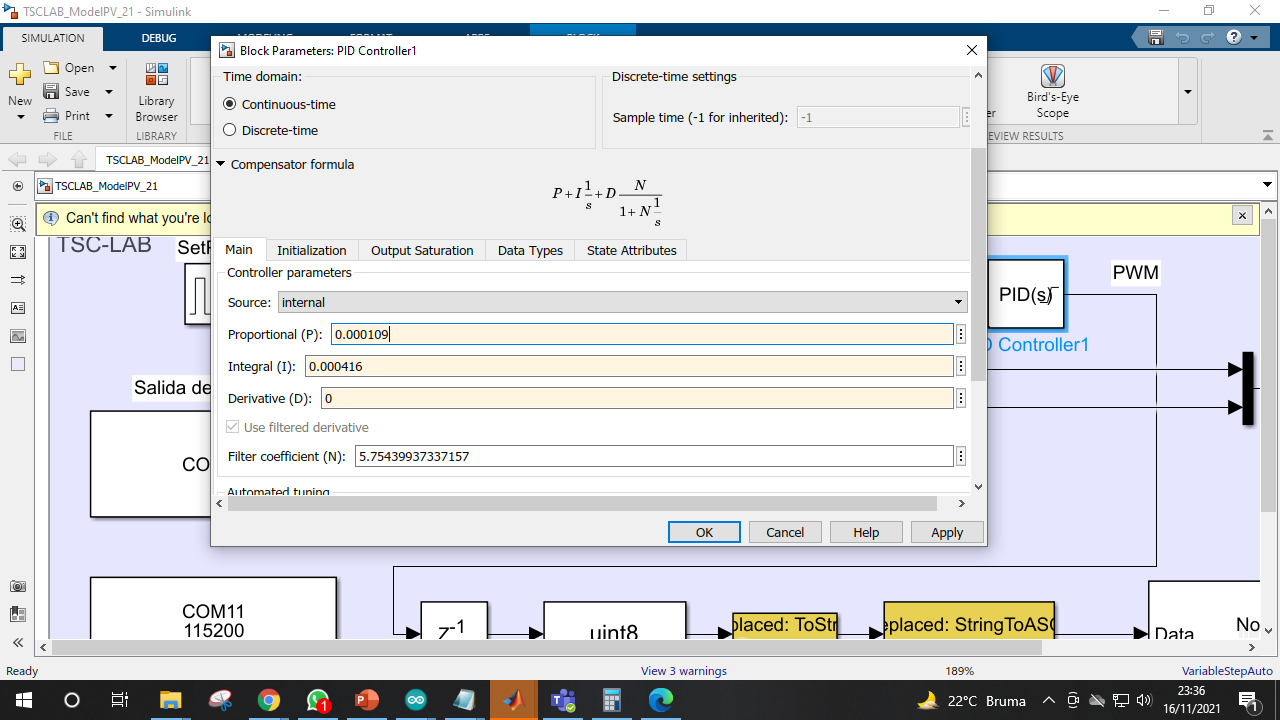 TSCLAB_ModelPV_21 - Simulink
SIMULATION
DEBUG
Block Parameters: PID Controller1
New
Open
Save
Print
FILE
Library
Browser
LIBRARY
Bird's-Eye
Scope
EVIEW RESULTS
TSCLAB_ModelPV_21
TSCLAB_ModelPV_21
Can't find what you're lo
Time domain:
Continuous-time
Discrete-time
Discrete-time settings
Sample time (-1 for inherited):
-1
Compensator formula
P + I 1/s + D N/(1 + N 1/s)
Main
Initialization
Output Saturation
Data Types
State Attributes
Controller parameters
Source: internal
Proportional (P): 0.000109
Integral (I): 0.000416
Derivative (D): 0
Use filtered derivative
Filter coefficient (N): 5.75439937337157
Automated tuning
OK
Cancel
Help
Apply
TSC-LAB
SetP
PID(s)
PWM
D Controller1
Salida de
CO
COM11
115200
z-1
uint8
placed: ToStr
eplaced: StringToASC
Data
No
Ready
View 3 warnings
189%
VariableStepAuto
1
22°C Bruma
23:36
16/11/2021
1